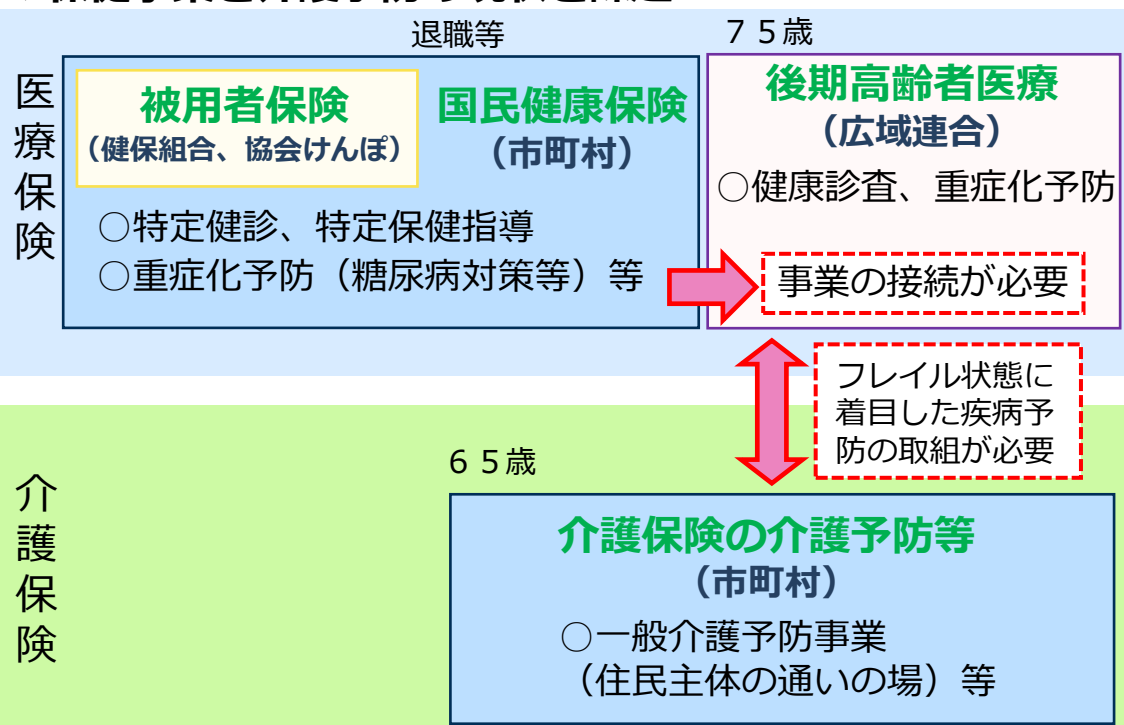 退職等
７５歳
医療保険
被用者保険
（健保組合、協会けんぽ）
国民健康保険
（市町村）
○特定健診、特定保健指導
○重症化予防（糖尿病対策等）等
後期高齢者医療
（広域連合）
○健康診査、重症化予防
事業の接続が必要
フレイル状態に
着目した疾病予
防の取組が必要
介護保険
６５歳
介護保険の介護予防等
（市町村）
○一般介護予防事業
（住民主体の通いの場）等